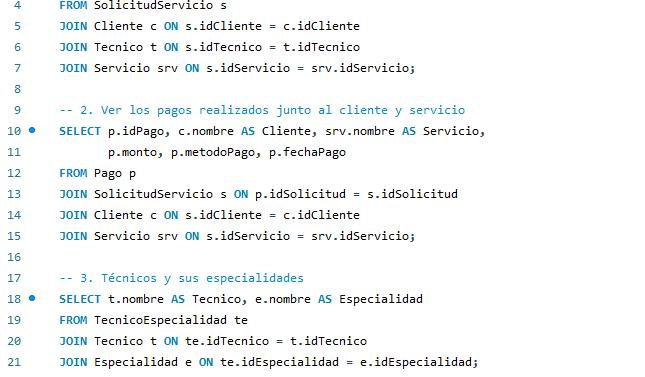 4 FROM SolicitudServicio s
5 JOIN Cliente c ON s.idCliente = c.idCliente
6 JOIN Tecnico t ON s.idTecnico = t.idTecnico
7 JOIN Servicio srv ON s.idServicio = srv.idServicio;
8
9 -- 2. Ver los pagos realizados junto al cliente y servicio
10 SELECT p.idPago, c.nombre AS Cliente, srv.nombre AS Servicio,
11 p.monto, p.metodoPago, p.fechaPago
12 FROM Pago p
13 JOIN SolicitudServicio s ON p.idSolicitud = s.idSolicitud
14 JOIN Cliente c ON s.idCliente = c.idCliente
15 JOIN Servicio srv ON s.idServicio = srv.idServicio;
16
17 -- 3. Técnicos y sus especialidades
18 SELECT t.nombre AS Tecnico, e.nombre AS Especialidad
19 FROM TecnicoEspecialidad te
20 JOIN Tecnico t ON te.idTecnico = t.idTecnico
21 JOIN Especialidad e ON te.idEspecialidad = e.idEspecialidad;